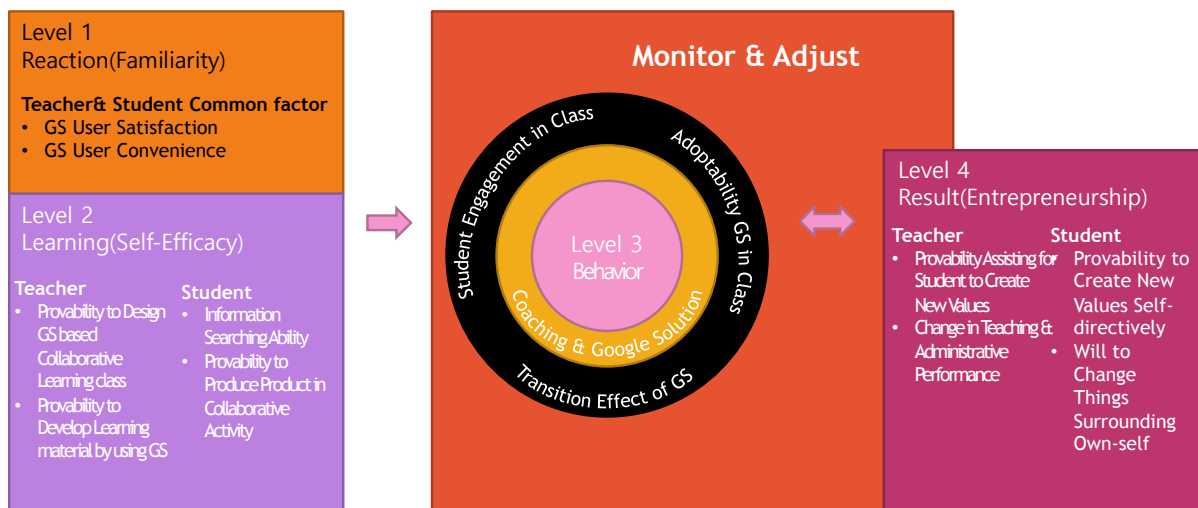 Level 1
Reaction(Familiarity)
Teacher& Student Common factor
• GS User Satisfaction
• GS User Convenience
Level 2
Learning(Self-Efficacy)
Teacher
• Provability to Design
GS based
Collaborative
Learning class
• Provability to
Develop Learning
material by using GS
Student
• Information
Searching Ability
• Provability to
Produce Product in
Collaborative
Activity
Monitor & Adjust
Student Engagement in Class
Adoptability GS in Class
Transition Effect of GS
Coaching & Google Solution
Level 3
Behavior
Level 4
Result(Entrepreneurship)
Teacher
• Provability Assisting for
Student to Create
New Values
• Change in Teaching &
Administrative
Performance
Student
• Provability to
Create New
Values Self-
directively
• Will to
Change
Things
Surrounding
Own-self